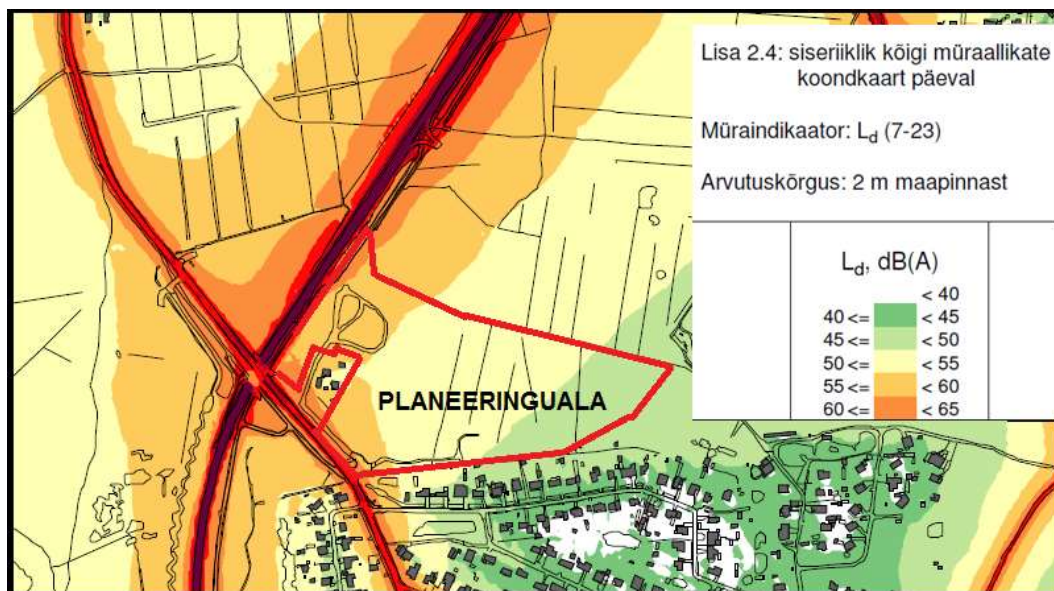 Lisa 2.4: siseriiklik kõigi müraallikate
koondkaart päeval
Müraindikaator: Ld (7-23)
Arvutuskõrgus: 2 m maapinnast
Ld, dB(A)
< 40
40 <= < 45
45 <= < 50
50 <= < 55
55 <= < 60
60 <= < 65
PLANEERINGUALA